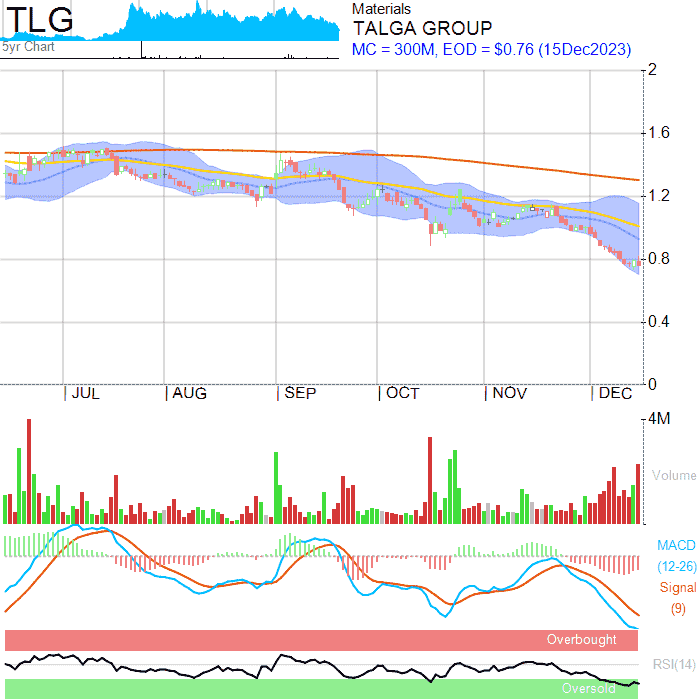 TLG
5yr Chart
Materials
TALGA GROUP
MC = 300M, EOD = $0.76 (15Dec2023)
2
1.6
1.2
0.8
0.4
0
JUL AUG SEP OCT NOV DEC
4M
Volume
MACD
(12-26)
Signal
(9)
Overbought
RSI(14)
Oversold